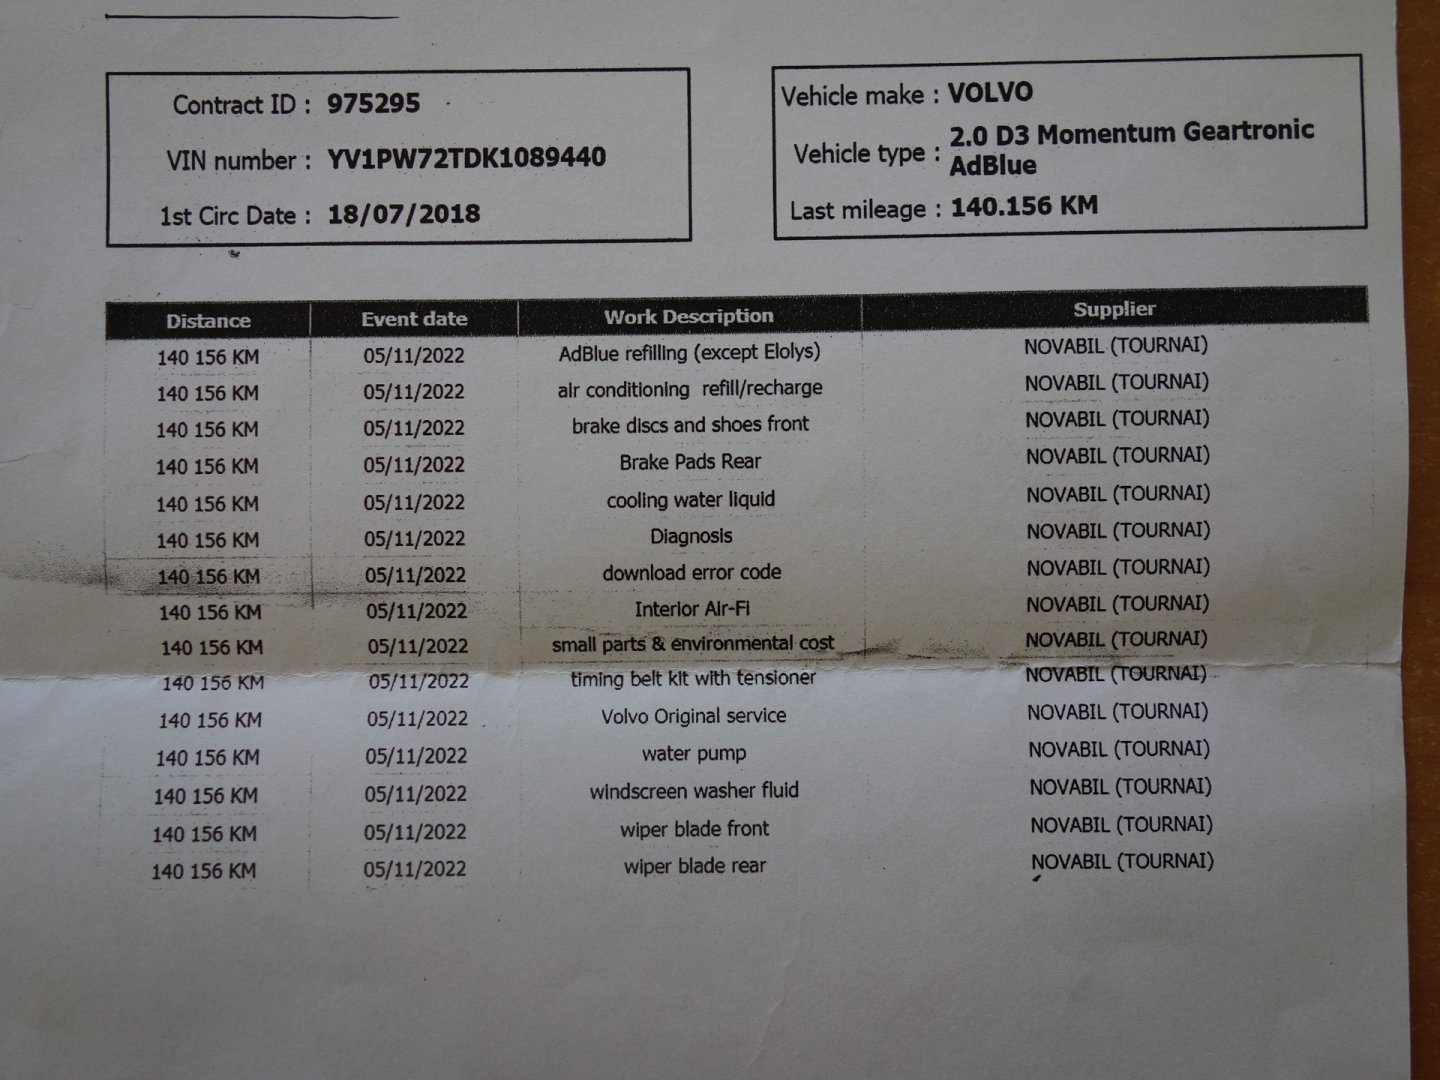 Contract ID : 975295
VIN number : YV1PW72TDK1089440
1st Circ Date : 18/07/2018
Vehicle make : VOLVO
Vehicle type : 2.0 D3 Momentum Geartronic
AdBlue
Last mileage : 140.156 KM
Distance Event date Work Description Supplier
140 156 KM 05/11/2022 AdBlue refilling (except Elolys) NOVABIL (TOURNAI)
140 156 KM 05/11/2022 air conditioning refill/recharge NOVABIL (TOURNAI)
140 156 KM 05/11/2022 brake discs and shoes front NOVABIL (TOURNAI)
140 156 KM 05/11/2022 Brake Pads Rear NOVABIL (TOURNAI)
140 156 KM 05/11/2022 cooling water liquid NOVABIL (TOURNAI)
140 156 KM 05/11/2022 Diagnosis NOVABIL (TOURNAI)
140 156 KM 05/11/2022 download error code NOVABIL (TOURNAI)
140 156 KM 05/11/2022 Interior Air-Fi NOVABIL (TOURNAI)
140 156 KM 05/11/2022 small parts & environmental cost NOVABIL (TOURNAI)
140 156 KM 05/11/2022 timing belt kit with tensioner NOVABIL (TOURNAI)
140 156 KM 05/11/2022 Volvo Original service NOVABIL (TOURNAI)
140 156 KM 05/11/2022 water pump NOVABIL (TOURNAI)
140 156 KM 05/11/2022 windscreen washer fluid NOVABIL (TOURNAI)
140 156 KM 05/11/2022 wiper blade front NOVABIL (TOURNAI)
140 156 KM 05/11/2022 wiper blade rear NOVABIL (TOURNAI)